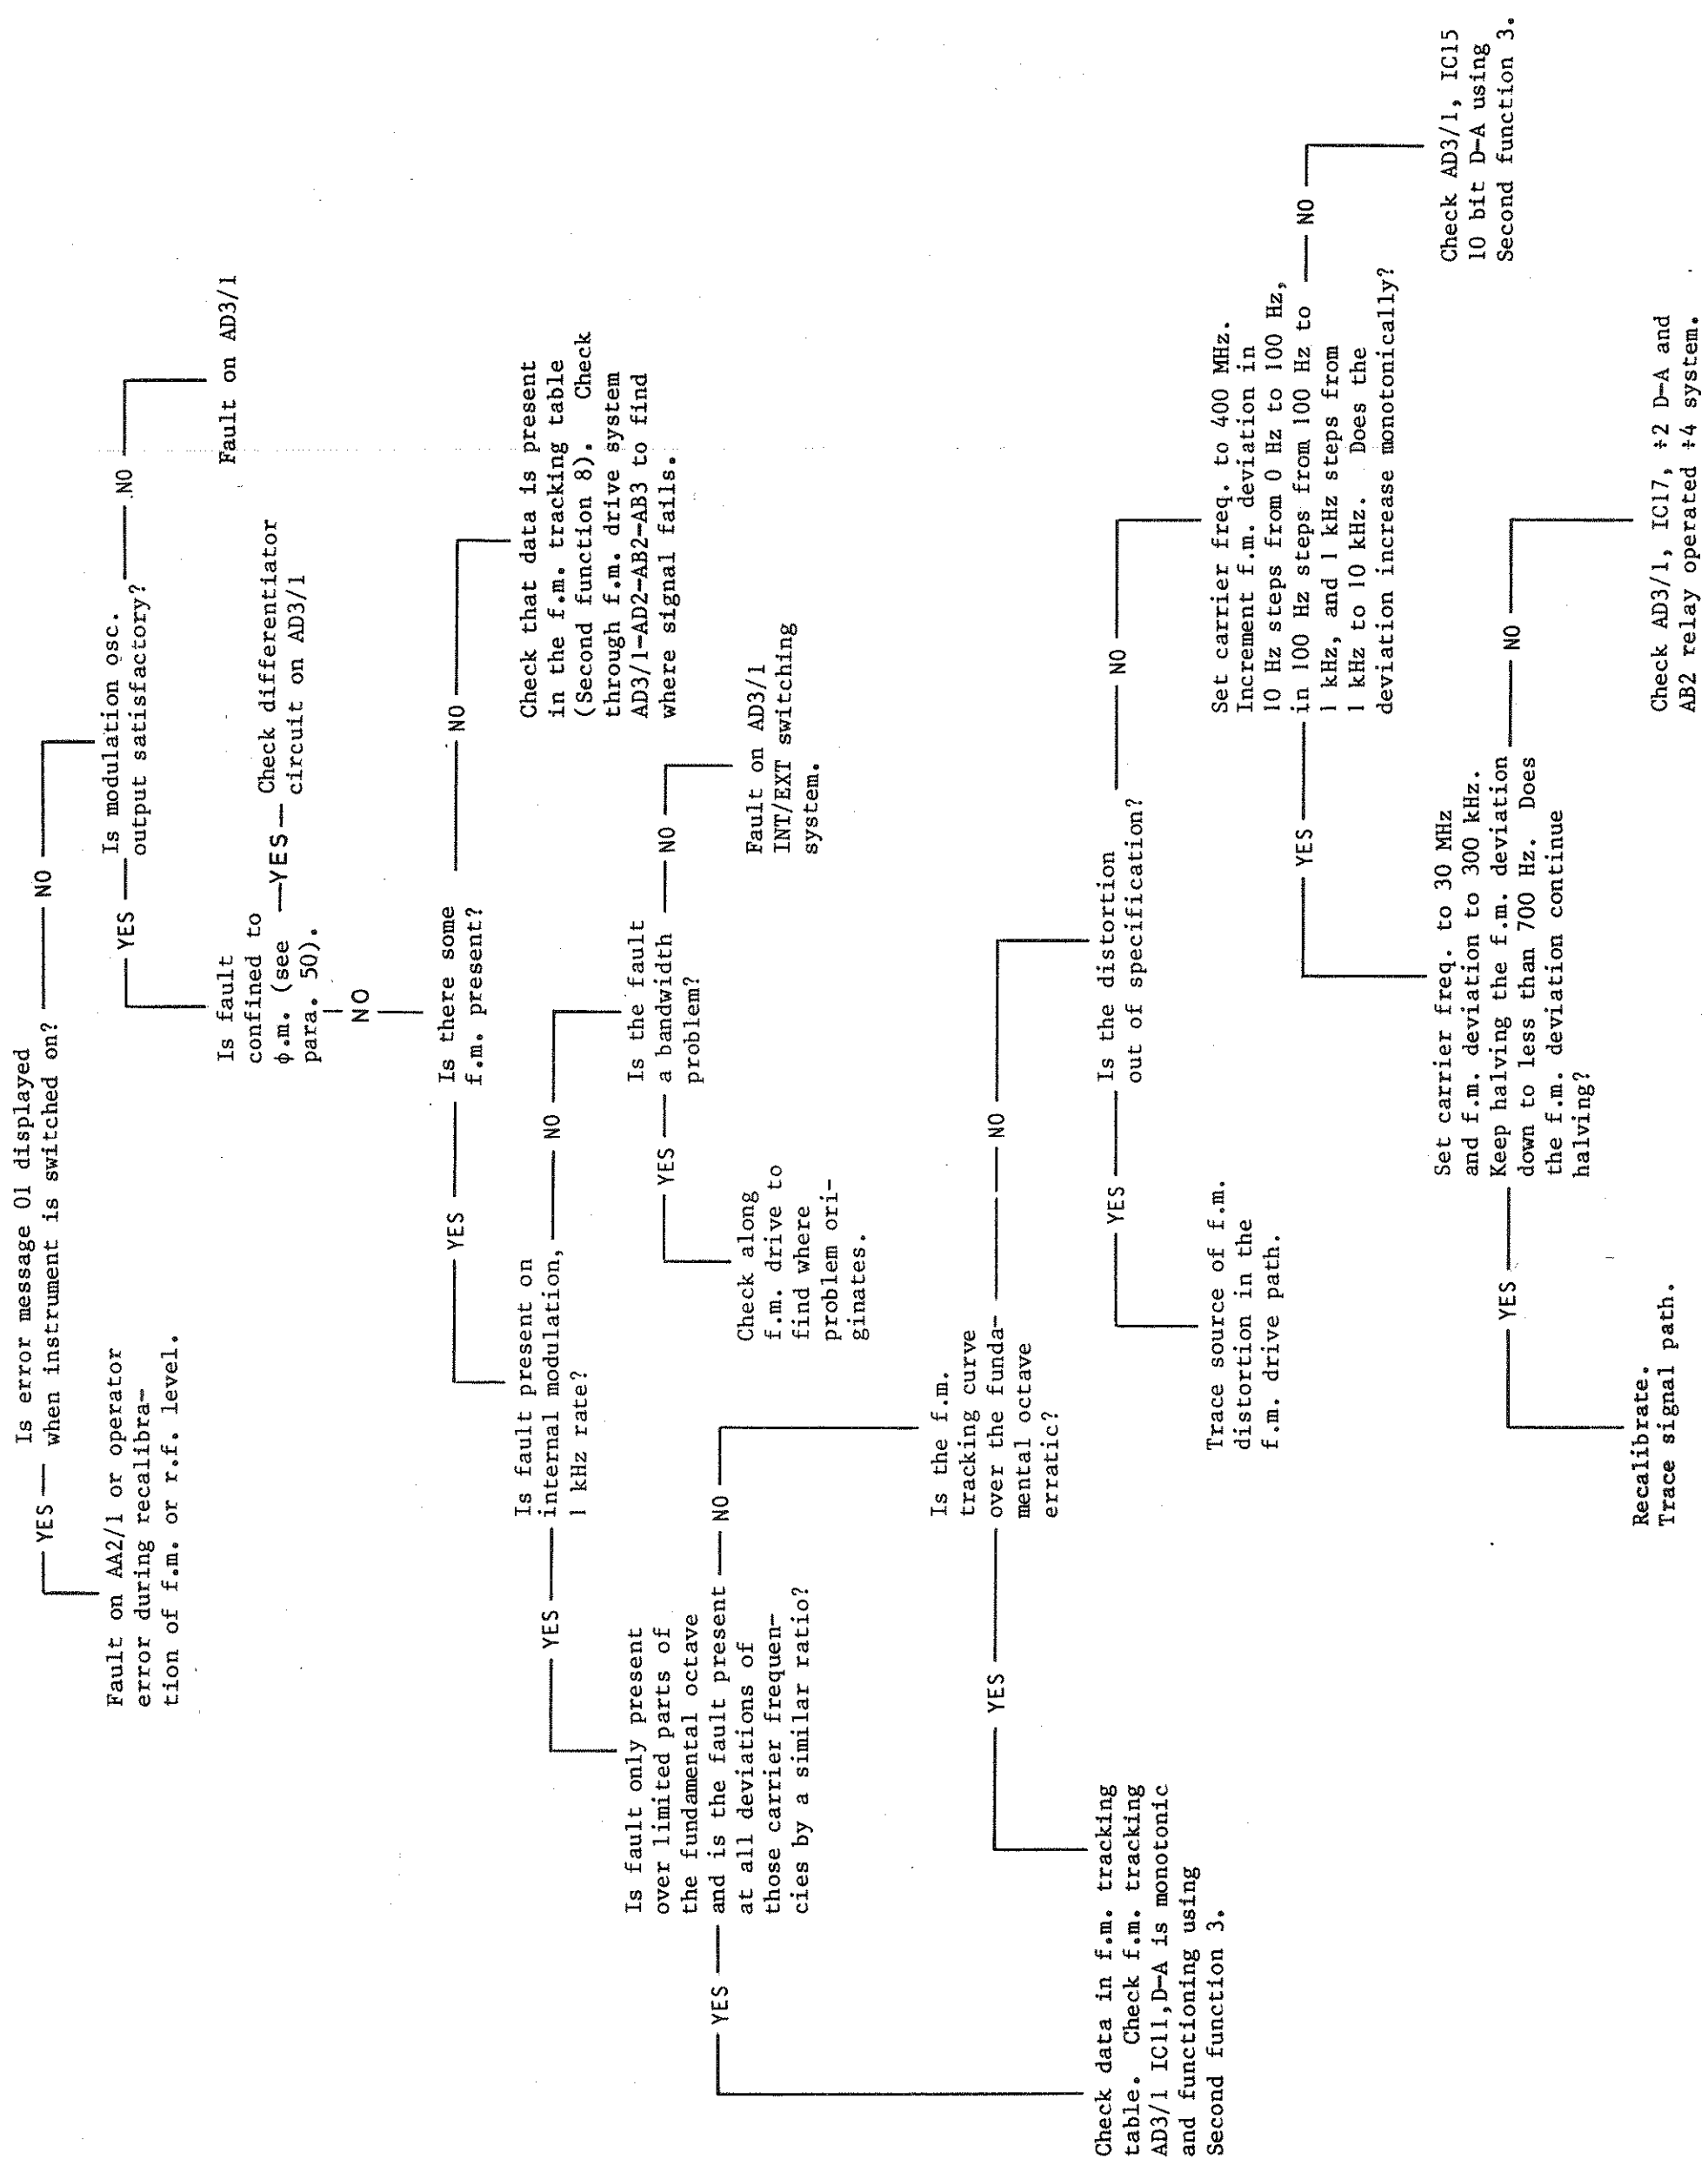 Is error message 01 displayed
YES
when instrument is switched on?
NO
Fault on AA2/1 or operator
error during recalibra-
tion of f.m. or r.f. level.
Is modulation osc.
output satisfactory?
YES
NO
Fault on AD3/1
Is fault
confined to
φ.m. (see
para. 50).
YES
Check differentiator
circuit on AD3/1
NO
Is there some
f.m. present?
YES
NO
Check that data is present
in the f.m. tracking table
(Second function 8). Check
through f.m. drive system
AD3/1-AD2-AB2-AB3 to find
where signal fails.
Is fault present on
internal modulation,
1 kHz rate?
YES
NO
Is the fault
a bandwidth
problem?
YES
NO
Check along
f.m. drive to
find where
problem ori-
ginates.
Fault on AD3/1
INT/EXT switching
system.
Is fault only present
over limited parts of
the fundamental octave
and is the fault present
at all deviations of
those carrier frequen-
cies by a similar ratio?
YES
NO
Is the f.m.
tracking curve
over the funda-
mental octave
erratic?
YES
NO
Check data in f.m. tracking
table. Check f.m. tracking
AD3/1 IC11,D-A is monotonic
and functioning using
Second function 3.
Is the distortion
out of specification?
YES
NO
Trace source of f.m.
distortion in the
f.m. drive path.
Set carrier freq. to 400 MHz.
Increment f.m. deviation in
10 Hz steps from 0 Hz to 100 Hz,
in 100 Hz steps from 100 Hz to
1 kHz, and 1 kHz steps from
1 kHz to 10 kHz. Does the
deviation increase monotonically?
YES
NO
Check AD3/1, IC15
10 bit D-A using
Second function 3.
Set carrier freq. to 30 MHz
and f.m. deviation to 300 kHz.
Keep halving the f.m. deviation
down to less than 700 Hz. Does
the f.m. deviation continue
halving?
YES
NO
Recalibrate.
Trace signal path.
Check AD3/1, IC17, ÷2 D-A and
AB2 relay operated ÷4 system.